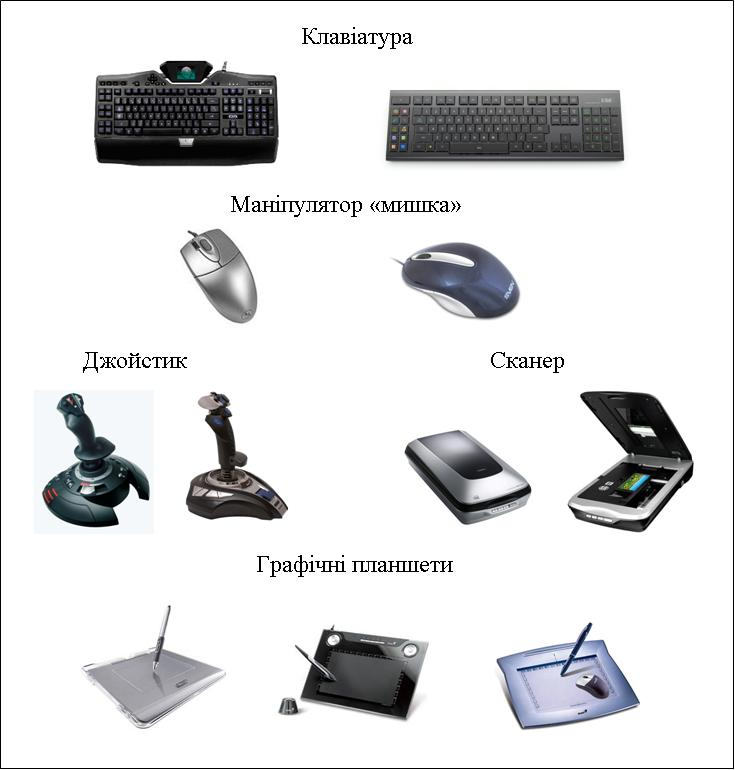 Клавіатура
Маніпулятор «мишка»
Джойстик
Сканер
Графічні планшети